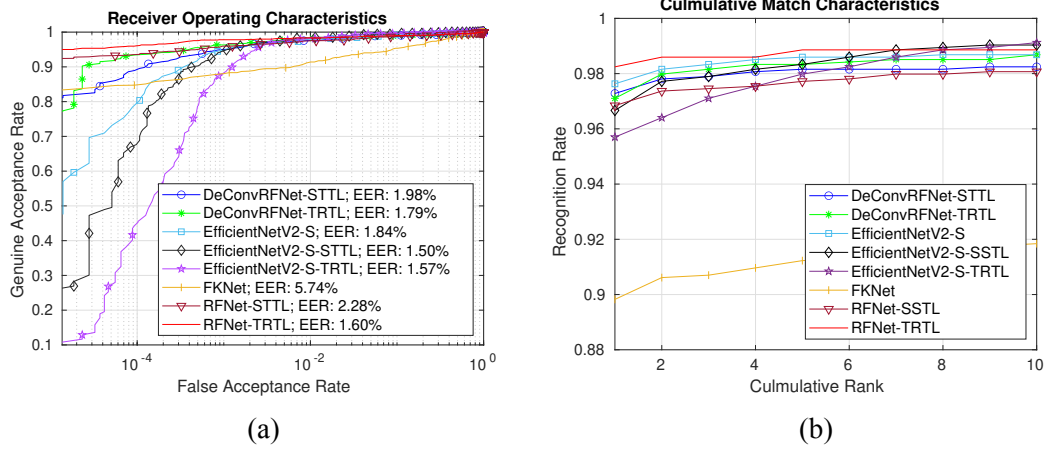 Receiver Operating Characteristics
1
0.9
0.8
0.7
0.6
0.5
0.4
0.3
0.2
0.1
Genuine Acceptance Rate
DeConvRFNet-STTL; EER: 1.98%
DeConvRFNet-TRTL; EER: 1.79%
EfficientNetV2-S; EER: 1.84%
EfficientNetV2-S-STTL; EER: 1.50%
EfficientNetV2-S-TRTL; EER: 1.57%
FKNet; EER: 5.74%
RFNet-STTL; EER: 2.28%
RFNet-TRTL; EER: 1.60%
10^-4
10^-2
10^0
False Acceptance Rate
(a)
Culmulative Match Characteristics
1
0.98
0.96
0.94
0.92
0.9
0.88
Recognition Rate
DeConvRFNet-STTL
DeConvRFNet-TRTL
EfficientNetV2-S
EfficientNetV2-S-SSTL
EfficientNetV2-S-TRTL
FKNet
RFNet-SSTL
RFNet-TRTL
2
4
6
8
10
Culmulative Rank
(b)